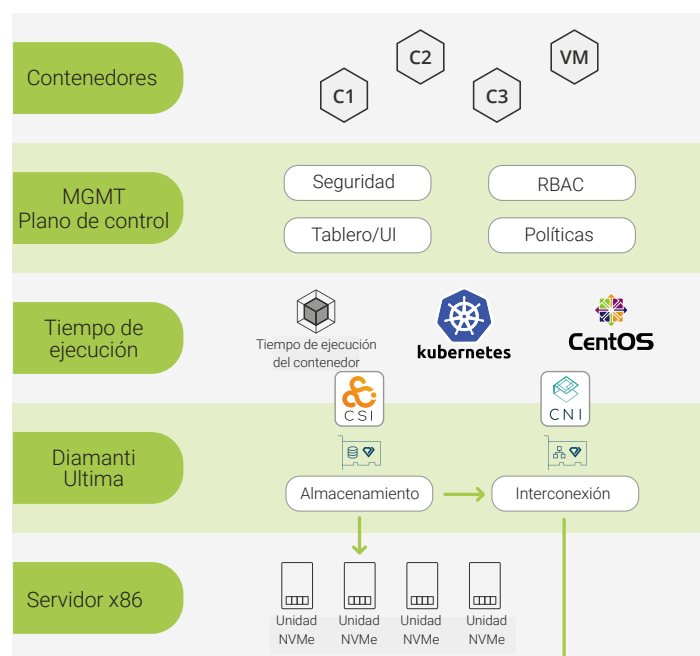 Contenedores
C1
C2
C3
VM
MGMT
Plano de control
Seguridad
RBAC
Tablero/UI
Políticas
Tiempo de
ejecución
Tiempo de ejecución
del contenedor
kubernetes
CentOS
CSI
CNI
Diamanti
Ultima
Almacenamiento
Interconexión
Servidor x86
Unidad
NVMe
Unidad
NVMe
Unidad
NVMe
Unidad
NVMe